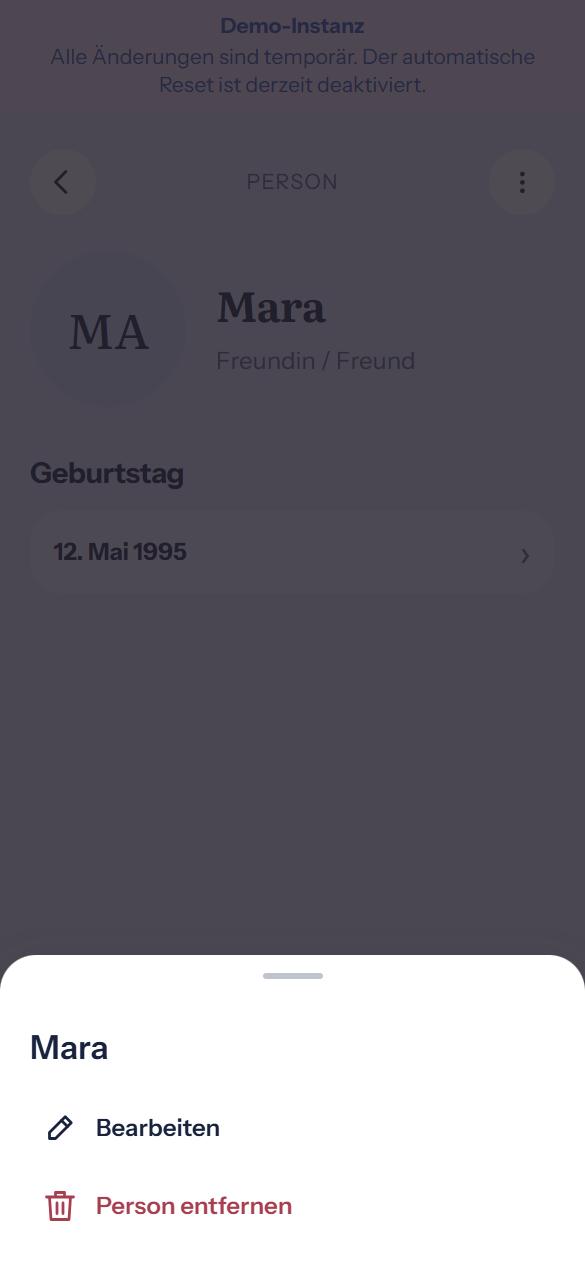 Demo-Instanz
Alle Änderungen sind temporär. Der automatische
Reset ist derzeit deaktiviert.
PERSON
MA
Mara
Freundin / Freund
Geburtstag
12. Mai 1995
Mara
Bearbeiten
Person entfernen